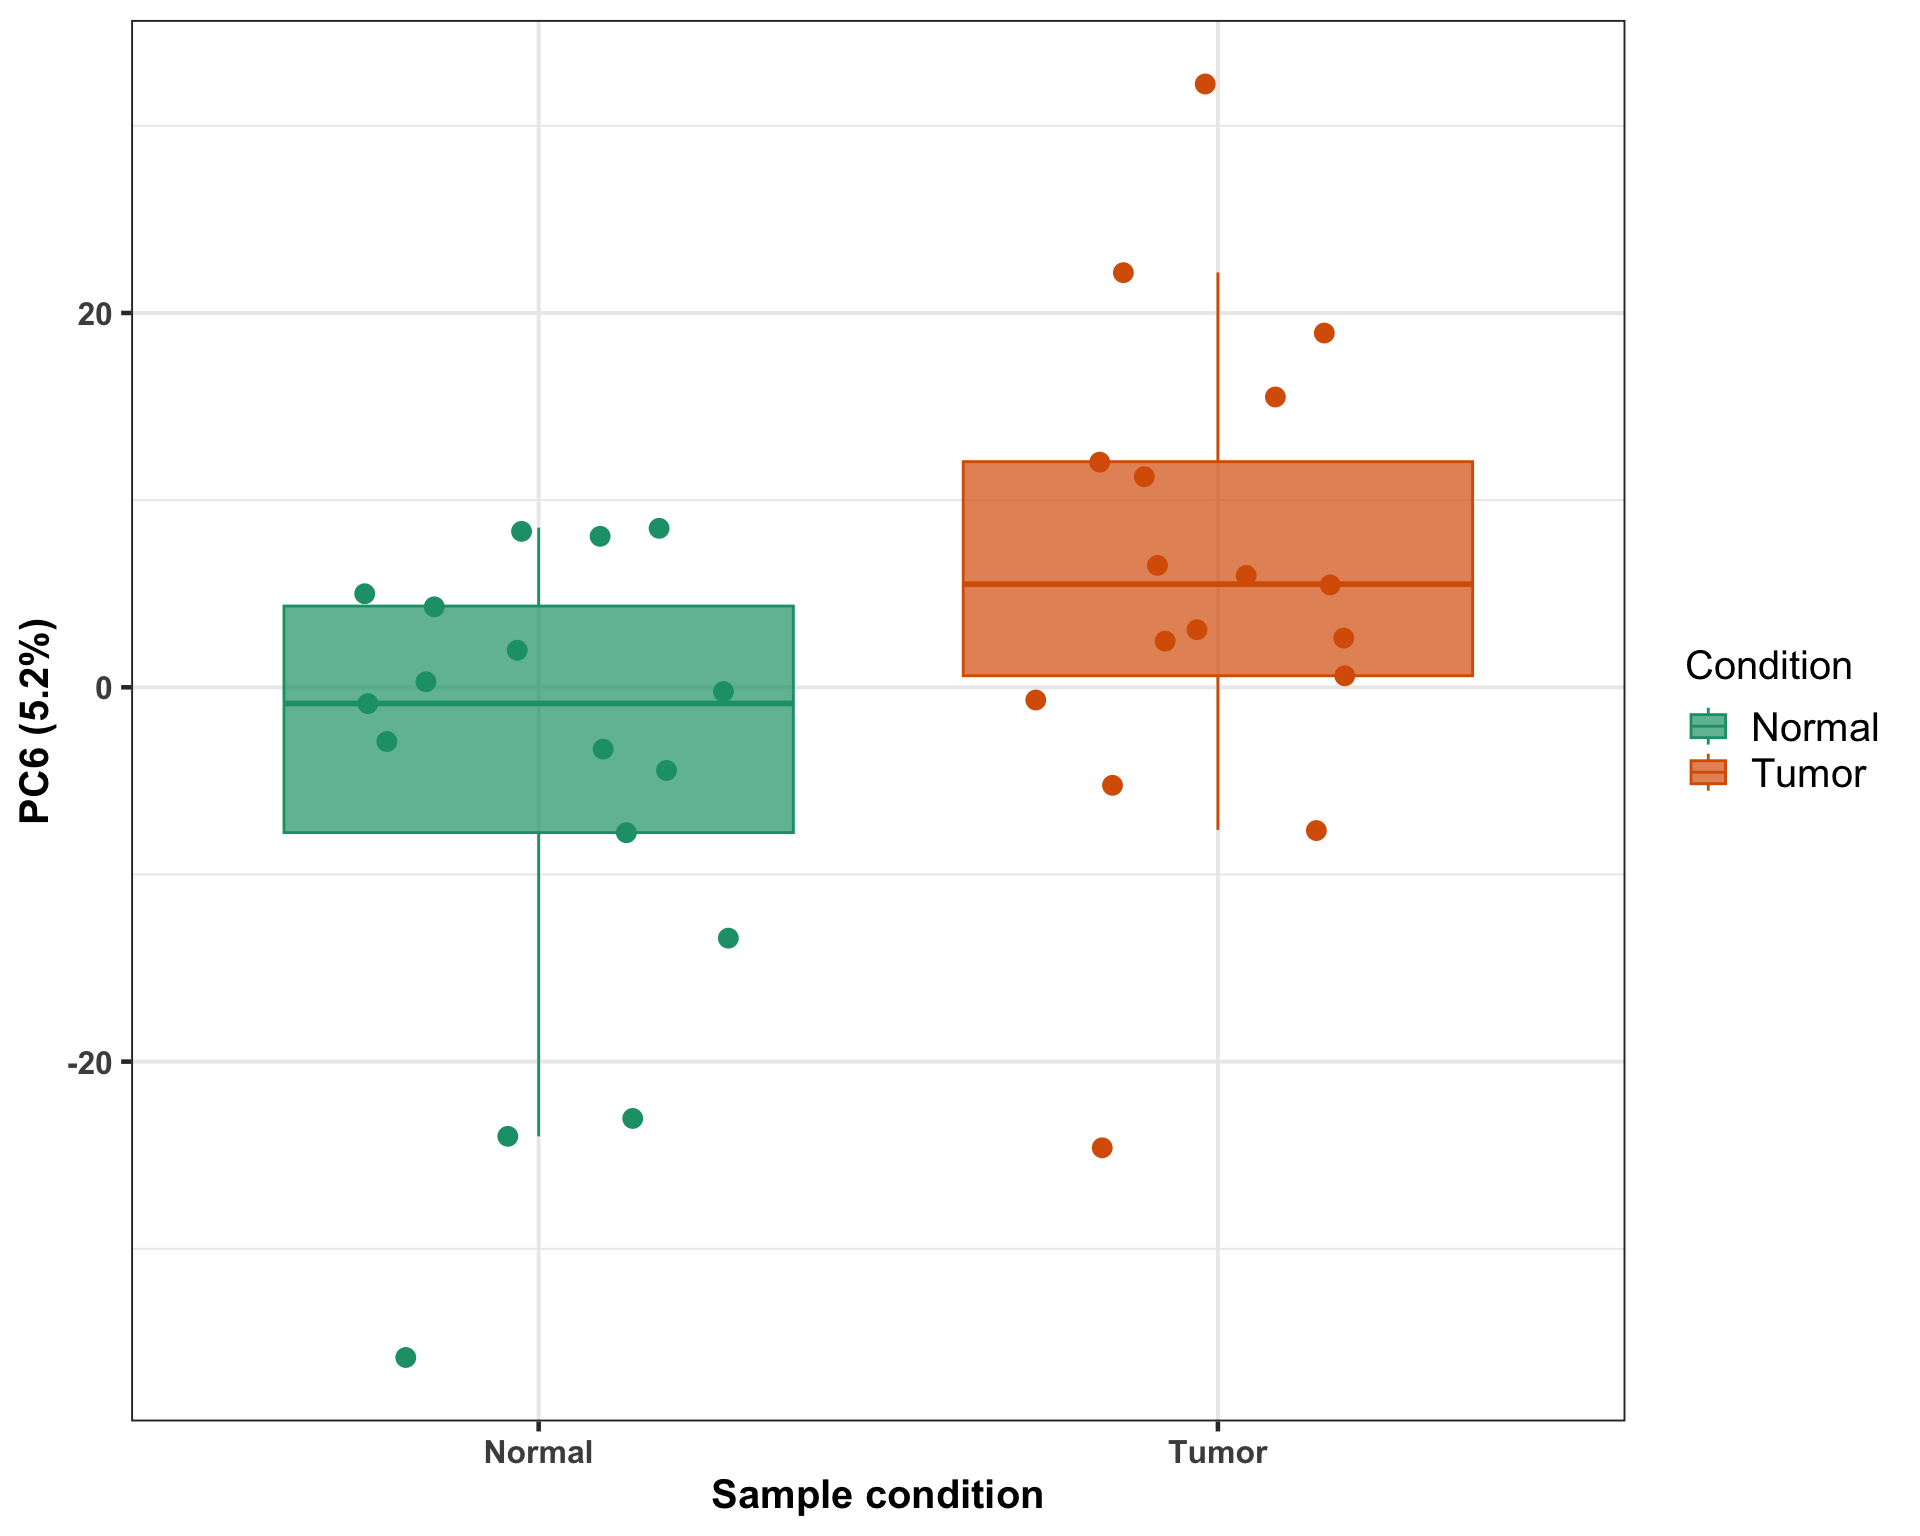 PC6 (5.2%)
20
0
-20
Normal
Tumor
Sample condition
Condition
Normal
Tumor